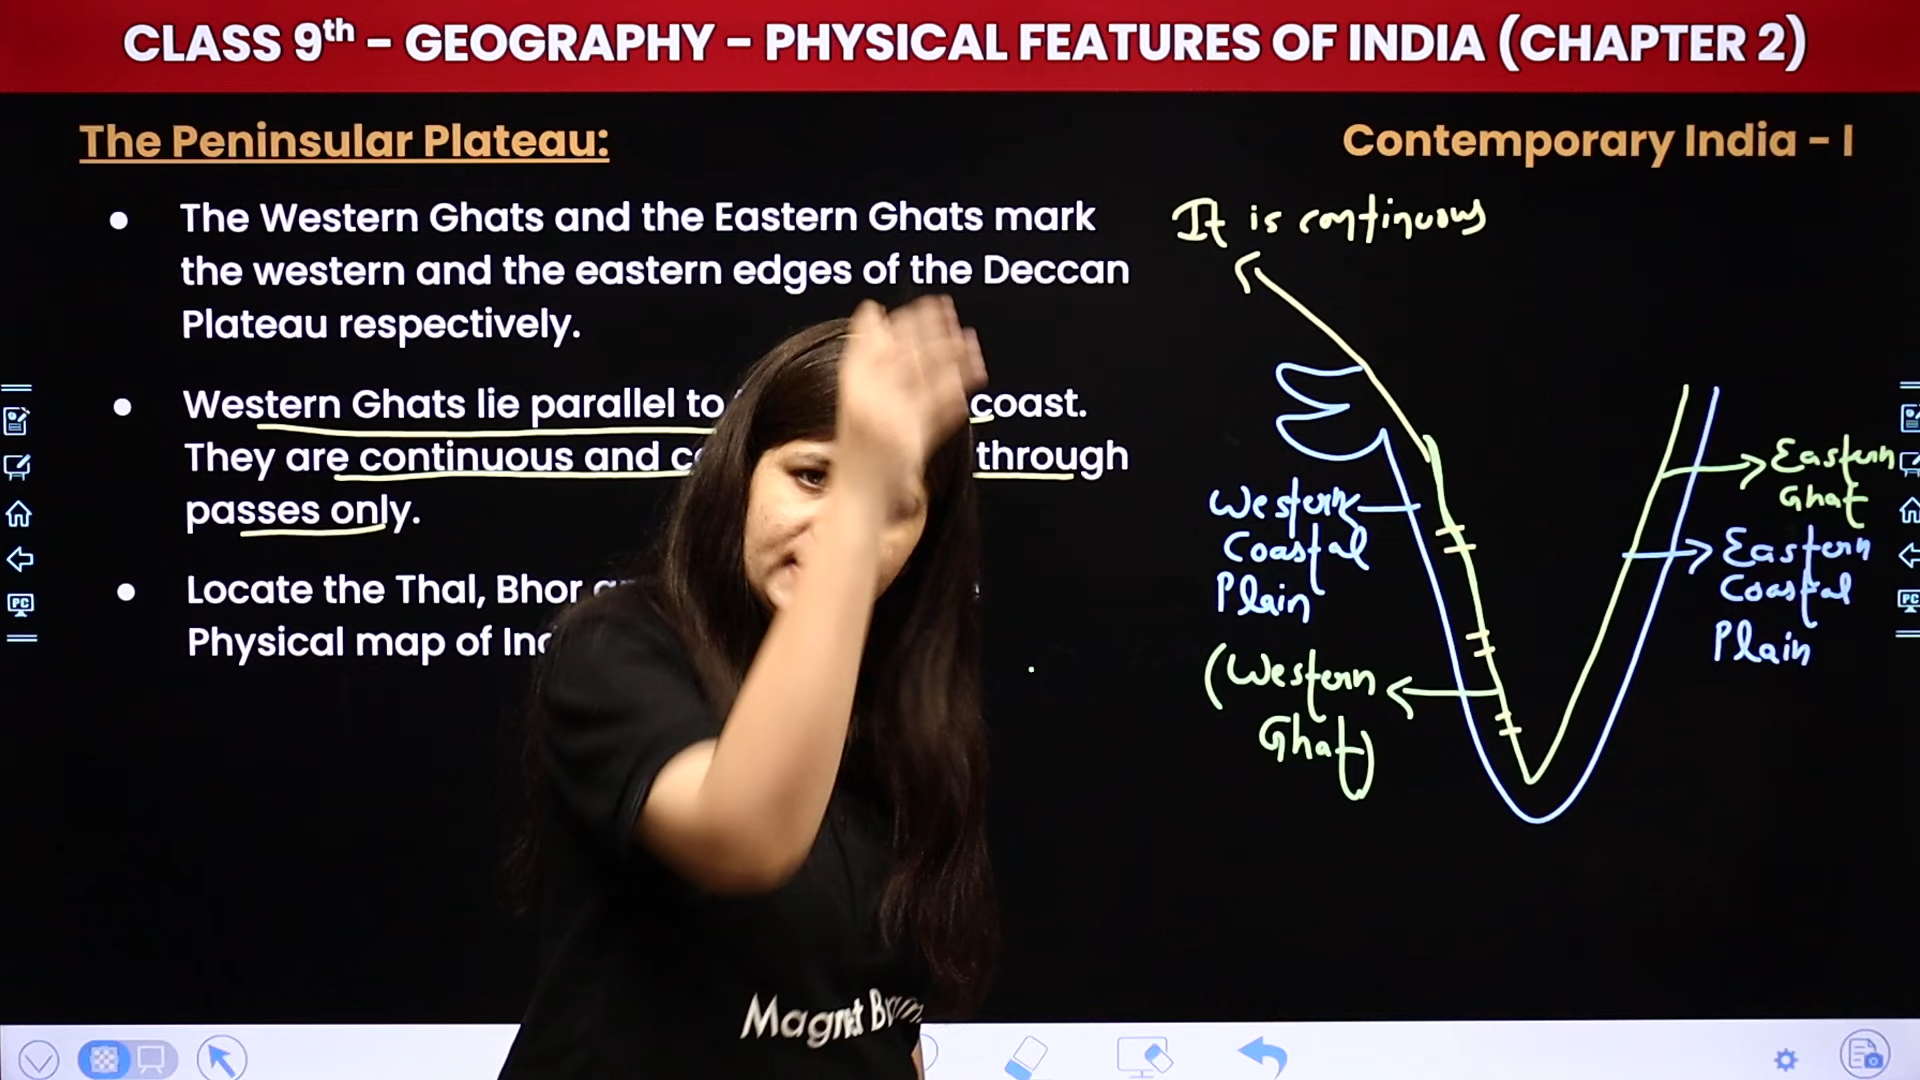 CLASS 9th - GEOGRAPHY - PHYSICAL FEATURES OF INDIA (CHAPTER 2)
The Peninsular Plateau:
Contemporary India - I
The Western Ghats and the Eastern Ghats mark
the western and the eastern edges of the Deccan
Plateau respectively.
Western Ghats lie parallel to coast.
They are continuous and through
passes only.
Locate the Thal, Bhor
Physical map of
It is continuous
Western
Coastal
Plain
(Western
Ghat)
Eastern
Ghat
Eastern
Coastal
Plain
Magnet
PC
PC